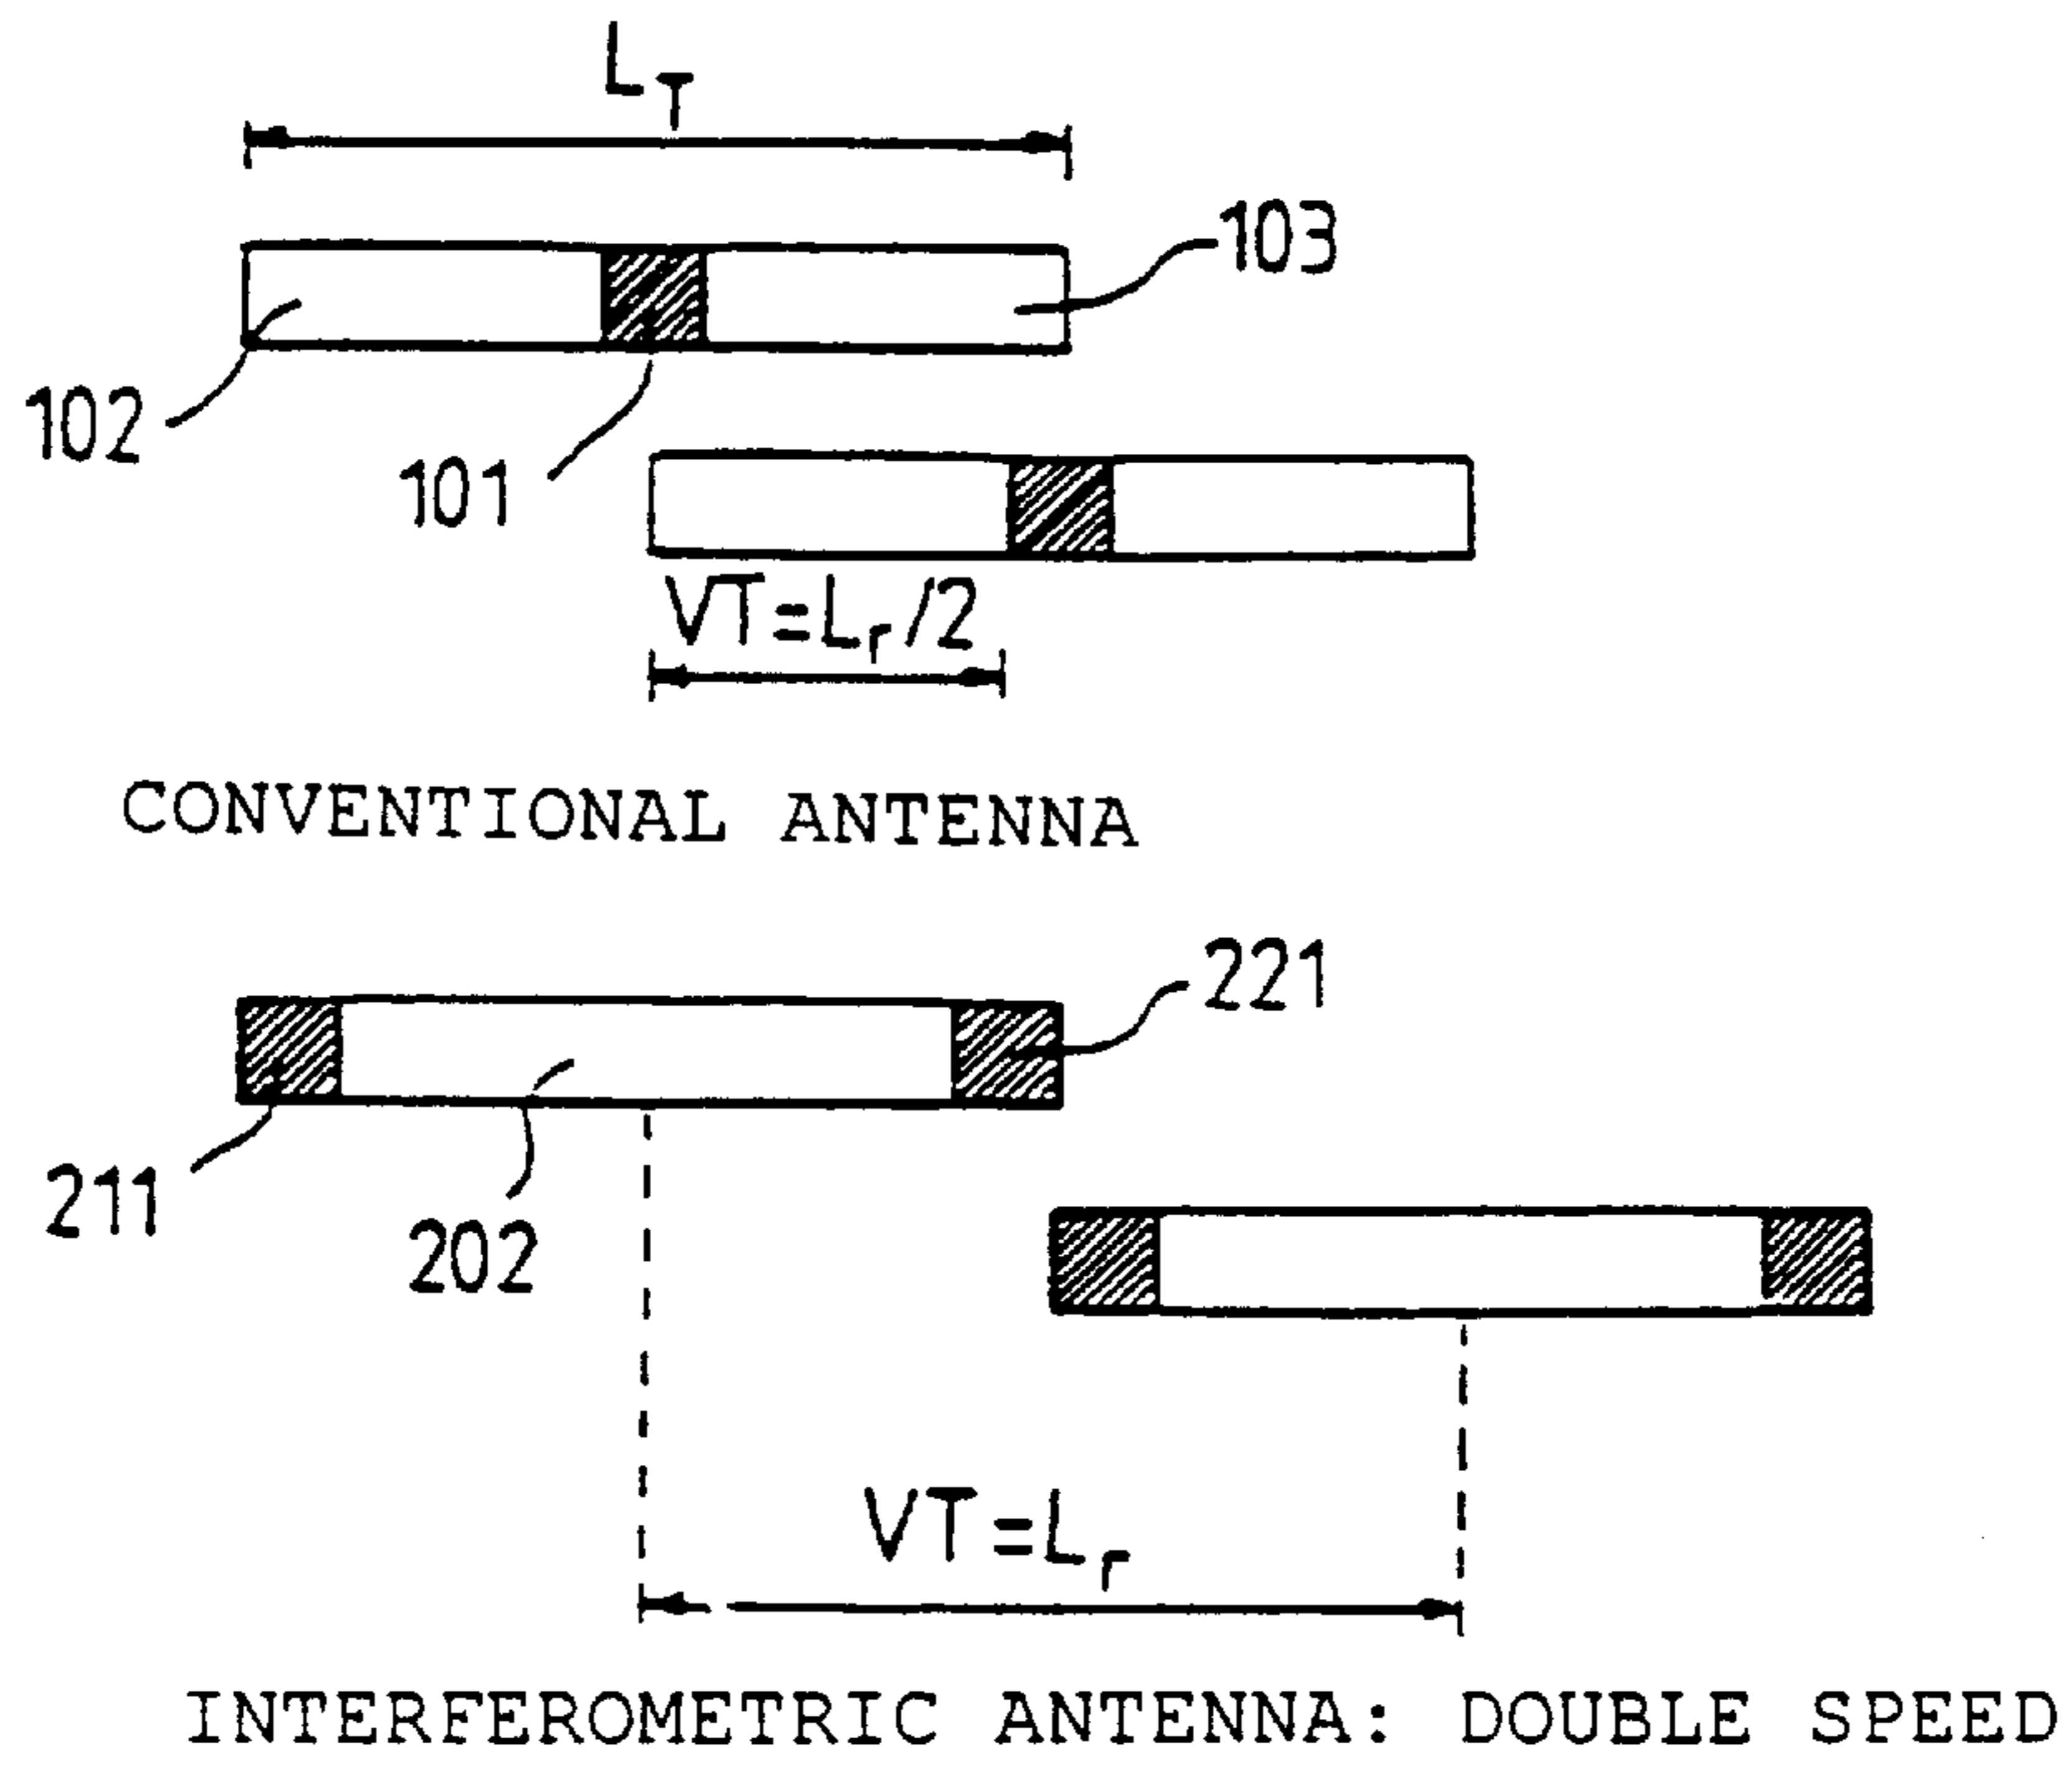 L_T
103
102
101
VT=L_r/2
CONVENTIONAL ANTENNA
221
211
202
VT=L_r
INTERFEROMETRIC ANTENNA: DOUBLE SPEED